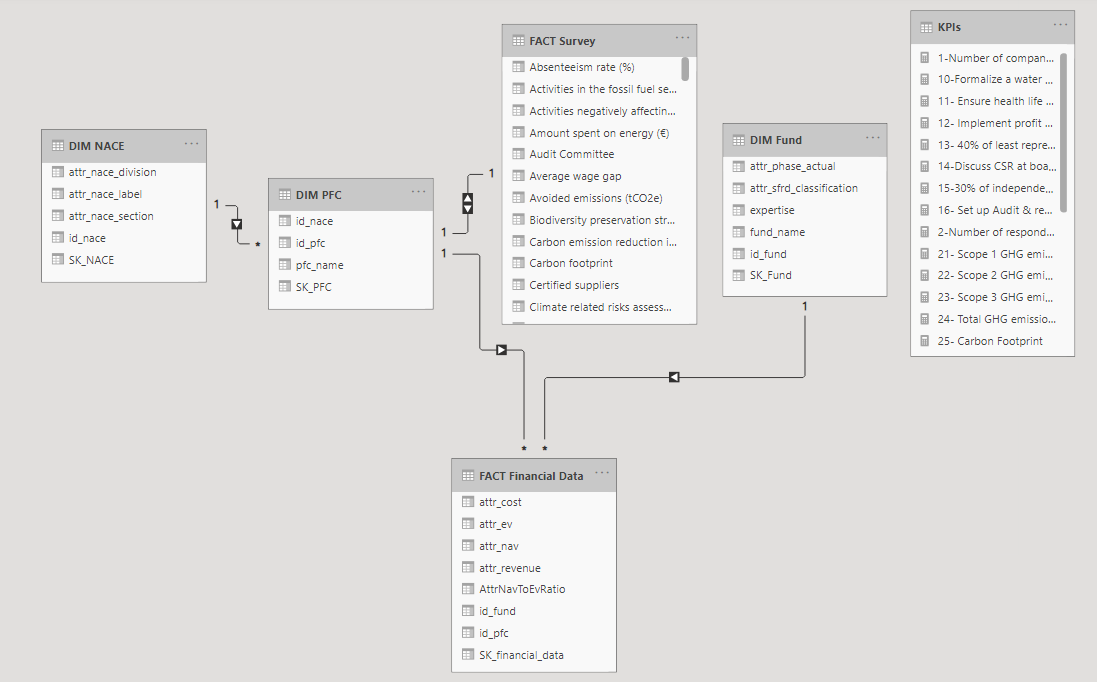 DIM NACE
...
attr_nace_division
attr_nace_label
attr_nace_section
id_nace
SK_NACE
1
*
DIM PFC
...
id_nace
id_pfc
pfc_name
SK_PFC
1
1
1
FACT Survey
...
Absenteeism rate (%)
Activities in the fossil fuel se...
Activities negatively affectin...
Amount spent on energy (€)
Audit Committee
Average wage gap
Avoided emissions (tCO2e)
Biodiversity preservation str...
Carbon emission reduction i...
Carbon footprint
Certified suppliers
Climate related risks assess...
DIM Fund
...
attr_phase_actual
attr_sfrd_classification
expertise
fund_name
id_fund
SK_Fund
1
KPIs
...
1-Number of compan...
10-Formalize a water ...
11- Ensure health life ...
12- Implement profit ...
13- 40% of least repre...
14-Discuss CSR at boa...
15-30% of independe...
16- Set up Audit & re...
2-Number of respond...
21- Scope 1 GHG emi...
22- Scope 2 GHG emi...
23- Scope 3 GHG emi...
24- Total GHG emissio...
25- Carbon Footprint
* *
FACT Financial Data
...
attr_cost
attr_ev
attr_nav
attr_revenue
AttrNavToEvRatio
id_fund
id_pfc
SK_financial_data